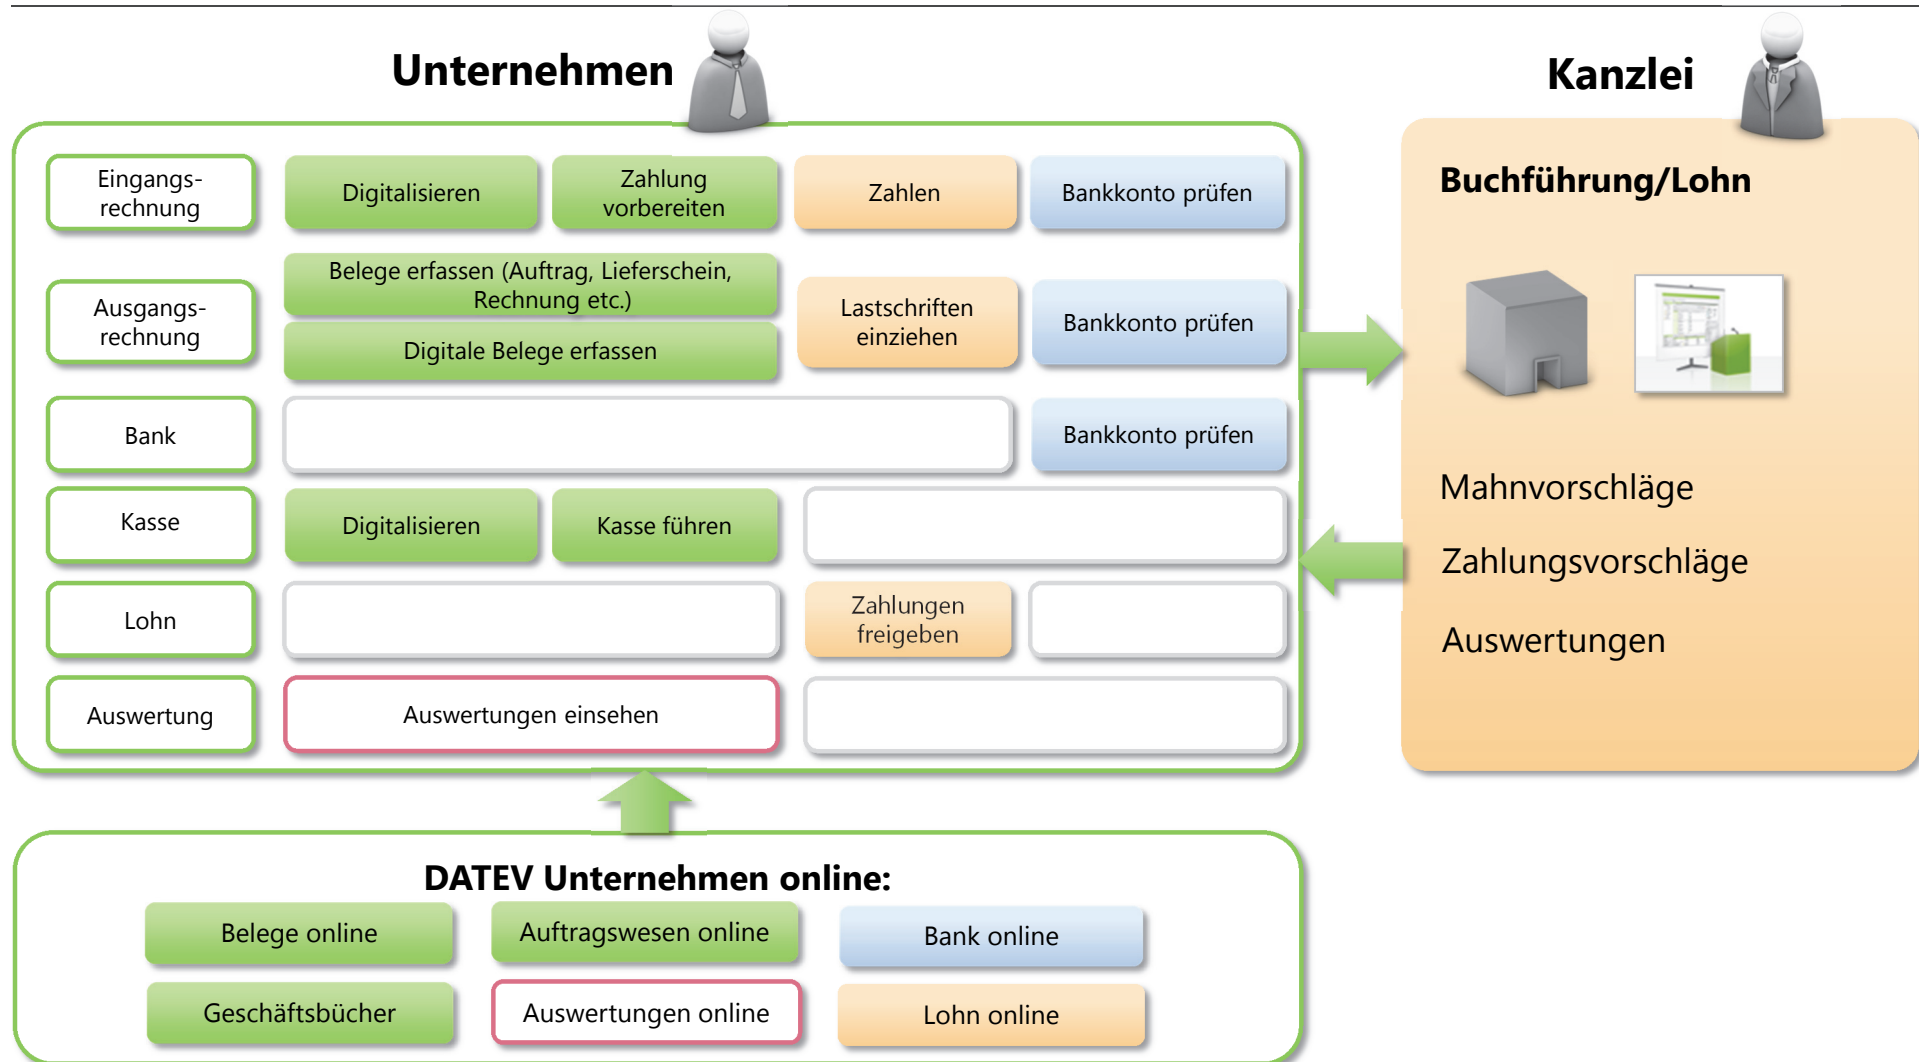 Unternehmen
Kanzlei
Eingangs-
rechnung
Digitalisieren
Zahlung
vorbereiten
Zahlen
Bankkonto prüfen
Ausgangs-
rechnung
Belege erfassen (Auftrag, Lieferschein,
Rechnung etc.)
Digitale Belege erfassen
Lastschriften
einziehen
Bankkonto prüfen
Bank
Bankkonto prüfen
Kasse
Digitalisieren
Kasse führen
Lohn
Zahlungen
freigeben
Auswertung
Auswertungen einsehen
Buchführung/Lohn
Mahnvorschläge
Zahlungsvorschläge
Auswertungen
DATEV Unternehmen online:
Belege online
Auftragswesen online
Bank online
Geschäftsbücher
Auswertungen online
Lohn online